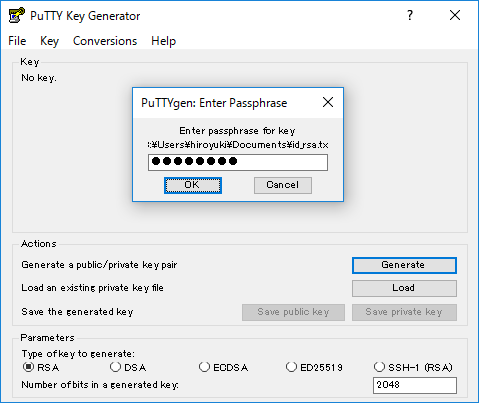 PuTTY Key Generator
File Key Conversions Help
Key
No key.
PuTTYgen: Enter Passphrase
Enter passphrase for key
:¥Users¥hiroyuki¥Documents¥id_rsa.tx
●●●●●●●●
OK Cancel
Actions
Generate a public/private key pair Generate
Load an existing private key file Load
Save the generated key Save public key Save private key
Parameters
Type of key to generate:
RSA DSA ECDSA ED25519 SSH-1 (RSA)
Number of bits in a generated key: 2048